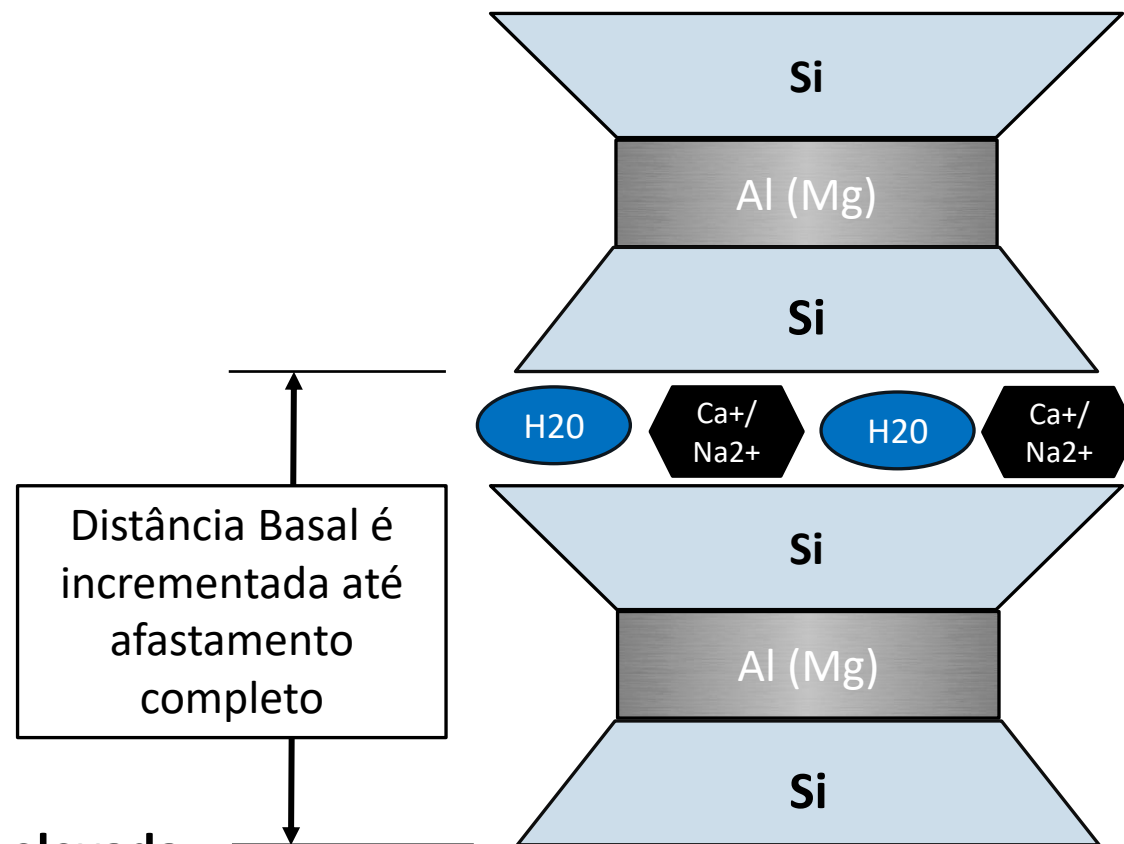 Si
Al (Mg)
Si
H20
Ca+/
Na2+
H20
Ca+/
Na2+
Distância Basal é
incrementada até
afastamento
completo
Si
Al (Mg)
Si